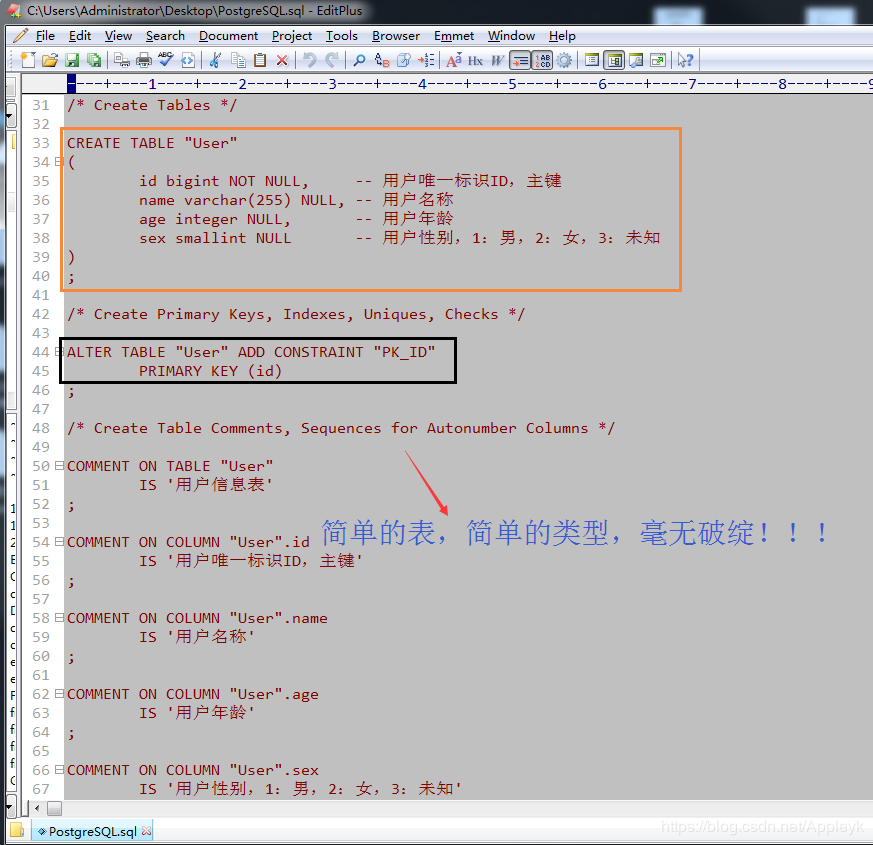 C:\Users\Administrator\Desktop\PostgreSQL.sql - EditPlus
File Edit View Search Document Project Tools Browser Emmet Window Help
----+----1----+----2----+----3----+----4----+----5----+----6----+----7----+----8----+----9
31 /* Create Tables */
32
33 CREATE TABLE "User"
34 (
35 id bigint NOT NULL, -- 用户唯一标识ID，主键
36 name varchar(255) NULL, -- 用户名称
37 age integer NULL, -- 用户年龄
38 sex smallint NULL -- 用户性别，1：男，2：女，3：未知
39 )
40 ;
41
42 /* Create Primary Keys, Indexes, Uniques, Checks */
43
44 ALTER TABLE "User" ADD CONSTRAINT "PK_ID"
45 PRIMARY KEY (id)
46 ;
47
48 /* Create Table Comments, Sequences for Autonumber Columns */
49
50 COMMENT ON TABLE "User"
51 IS '用户信息表'
52 ;
53
简单的表，简单的类型，毫无破绽！！！
54 COMMENT ON COLUMN "User".id
55 IS '用户唯一标识ID，主键'
56 ;
57
58 COMMENT ON COLUMN "User".name
59 IS '用户名称'
60 ;
61
62 COMMENT ON COLUMN "User".age
63 IS '用户年龄'
64 ;
65
66 COMMENT ON COLUMN "User".sex
67 IS '用户性别，1：男，2：女，3：未知'
PostgreSQL.sql
https://blog.csdn.net/Appleyk